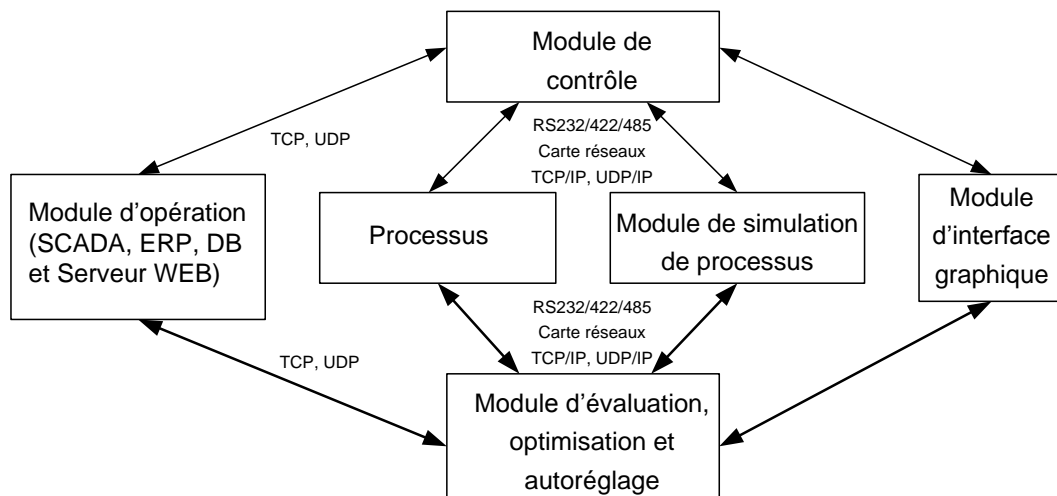 Module de
contrôle
RS232/422/485
Carte réseaux
TCP/IP, UDP/IP
TCP, UDP
Module d’opération
(SCADA, ERP, DB
et Serveur WEB)
Processus
Module de simulation
de processus
Module
d’interface
graphique
RS232/422/485
Carte réseaux
TCP/IP, UDP/IP
TCP, UDP
Module d’évaluation,
optimisation et
autoréglage